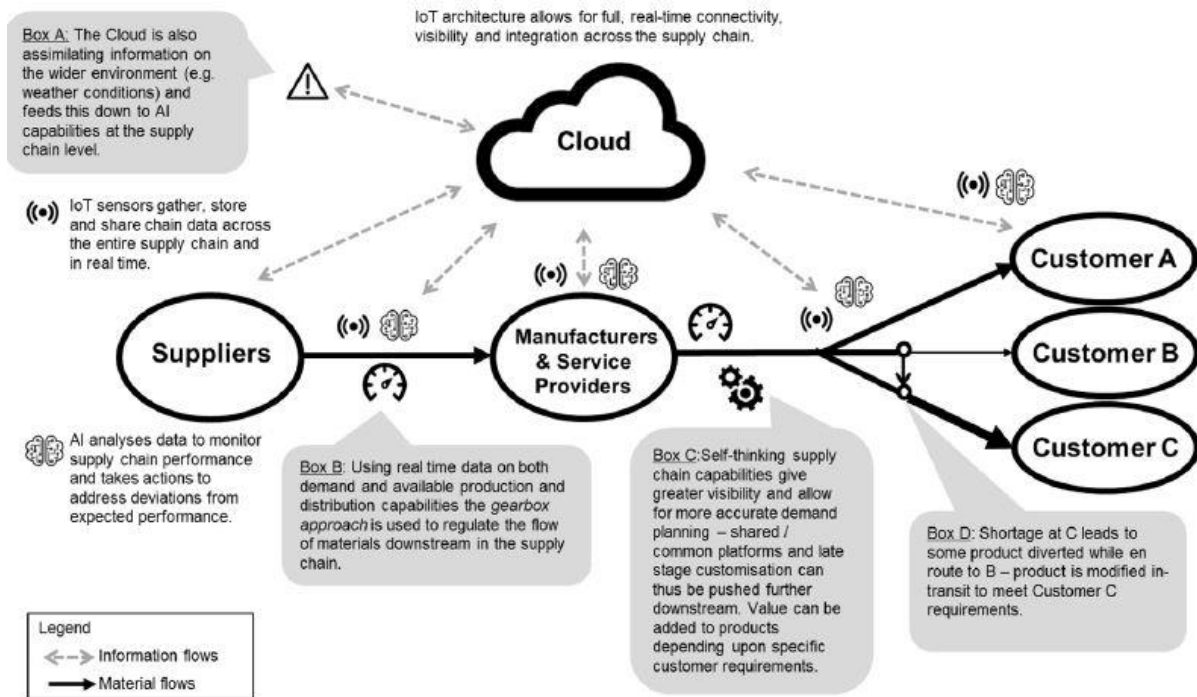 IoT architecture allows for full, real-time connectivity,
visibility and integration across the supply chain.
Box A: The Cloud is also
assimilating information on
the wider environment (e.g.
weather conditions) and
feeds this down to AI
capabilities at the supply
chain level.
Cloud
IoT sensors gather, store
and share chain data across
the entire supply chain and
in real time.
Suppliers
Manufacturers
& Service
Providers
Customer A
Customer B
Customer C
AI analyses data to monitor
supply chain performance
and takes actions to
address deviations from
expected performance.
Box B: Using real time data on both
demand and available production and
distribution capabilities the gearbox
approach is used to regulate the flow
of materials downstream in the supply
chain.
Box C:Self-thinking supply
chain capabilities give
greater visibility and allow
for more accurate demand
planning – shared /
common platforms and late
stage customisation can
thus be pushed further
downstream. Value can be
added to products
depending upon specific
customer requirements.
Box D: Shortage at C leads to
some product diverted while en
route to B – product is modified in-
transit to meet Customer C
requirements.
Legend
Information flows
Material flows